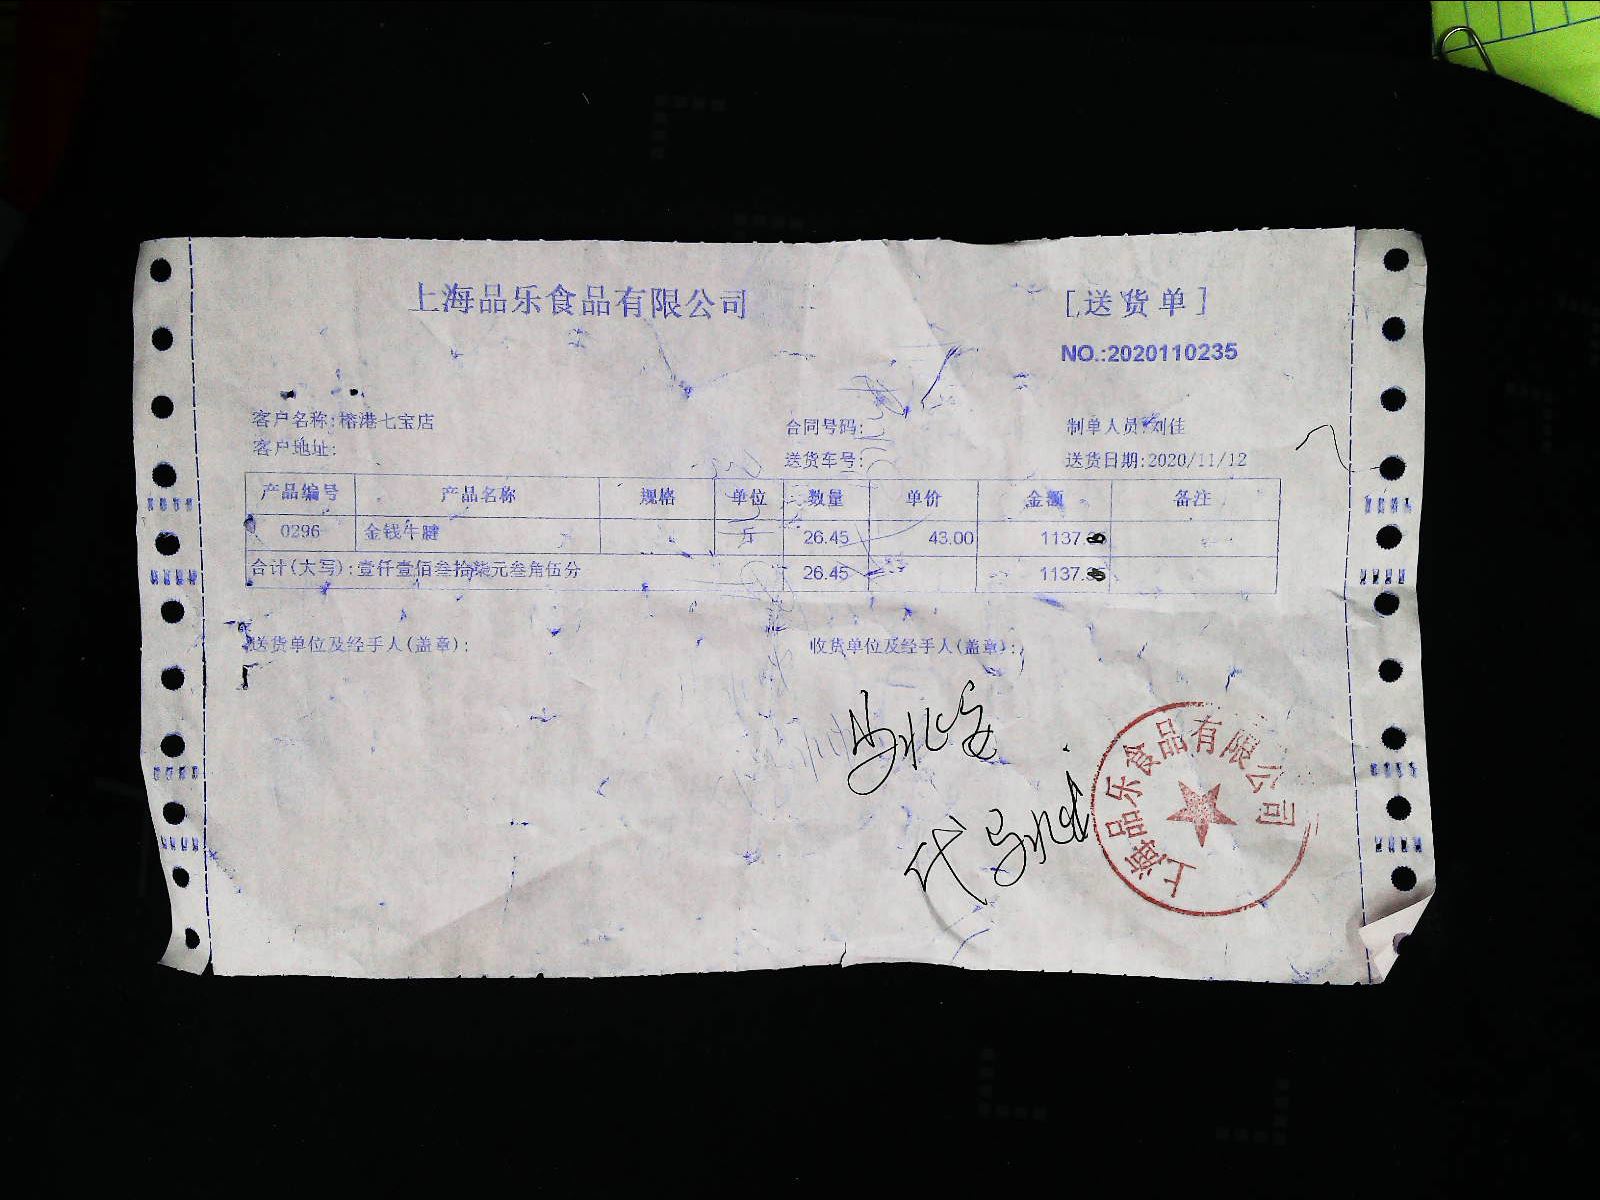 上海品乐食品有限公司 [送货单]
NO.:2020110235
客户名称:榕港七宝店 合同号码: 制单人员:刘佳
客户地址: 送货车号: 送货日期:2020/11/12
产品编号 产品名称 规格 单位 数量 单价 金额 备注
0296 金钱牛腱 斤 26.45 43.00 1137.
合计(大写):壹仟壹佰叁拾柒元叁角伍分 26.45 1137.
送货单位及经手人(盖章): 收货单位及经手人(盖章):
上海品乐食品有限公司